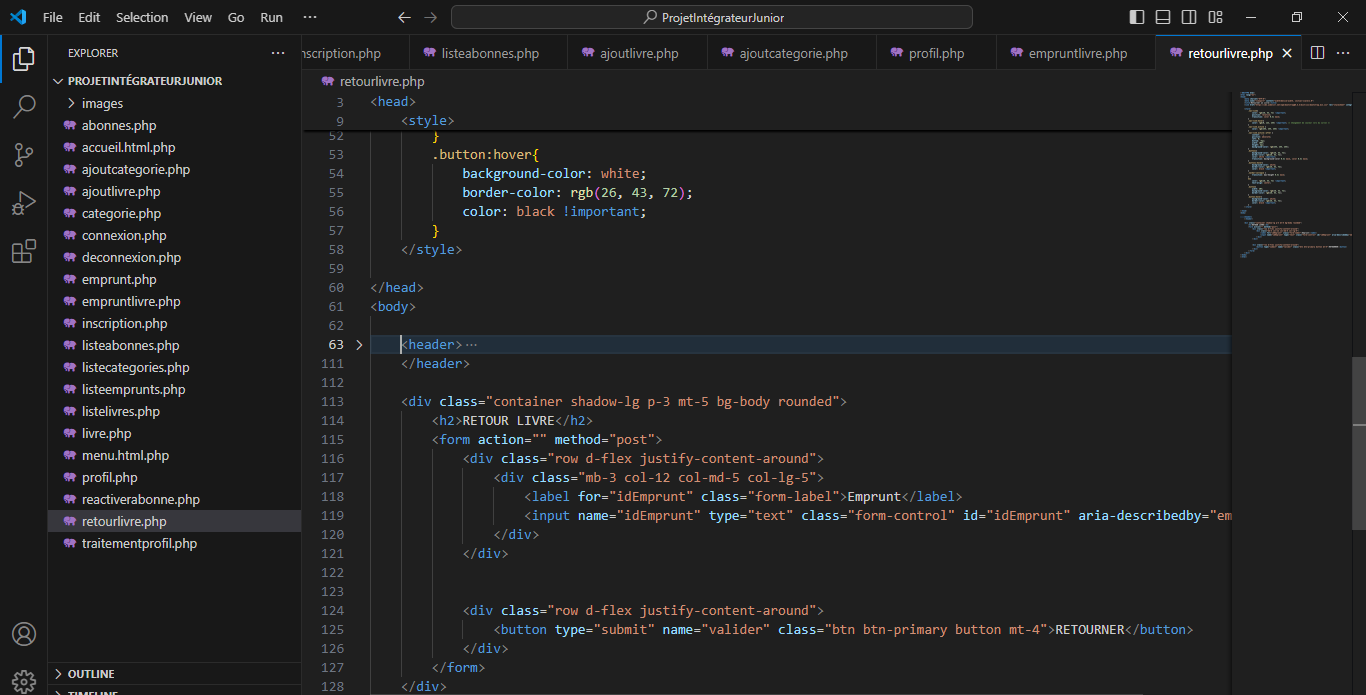 File Edit Selection View Go Run ··· ProjetIntégrateurJunior
EXPLORER ···
PROJETINTÉGRATEURJUNIOR
images
abonnes.php
accueil.html.php
ajoutcategorie.php
ajoutlivre.php
categorie.php
connexion.php
deconnexion.php
emprunt.php
empruntlivre.php
inscription.php
listeabonnes.php
listecategories.php
listeemprunts.php
listelivres.php
livre.php
menu.html.php
profil.php
reactiverabonne.php
retourlivre.php
traitementprofil.php
OUTLINE
TIMELINE
nscription.php listeabonnes.php ajoutlivre.php ajoutcategorie.php profil.php empruntlivre.php retourlivre.php ···
retourlivre.php
3 <head>
9 <style>
52 }
53 .button:hover{
54 background-color: white;
55 border-color: rgb(26, 43, 72);
56 color: black !important;
57 }
58 </style>
59
60 </head>
61 <body>
62
63 <header>···
111 </header>
112
113 <div class="container shadow-lg p-3 mt-5 bg-body rounded">
114 <h2>RETOUR LIVRE</h2>
115 <form action="" method="post">
116 <div class="row d-flex justify-content-around">
117 <div class="mb-3 col-12 col-md-5 col-lg-5">
118 <label for="idEmprunt" class="form-label">Emprunt</label>
119 <input name="idEmprunt" type="text" class="form-control" id="idEmprunt" aria-describedby="em
120 </div>
121 </div>
122
123
124 <div class="row d-flex justify-content-around">
125 <button type="submit" name="valider" class="btn btn-primary button mt-4">RETOURNER</button>
126 </div>
127 </form>
128 </div>